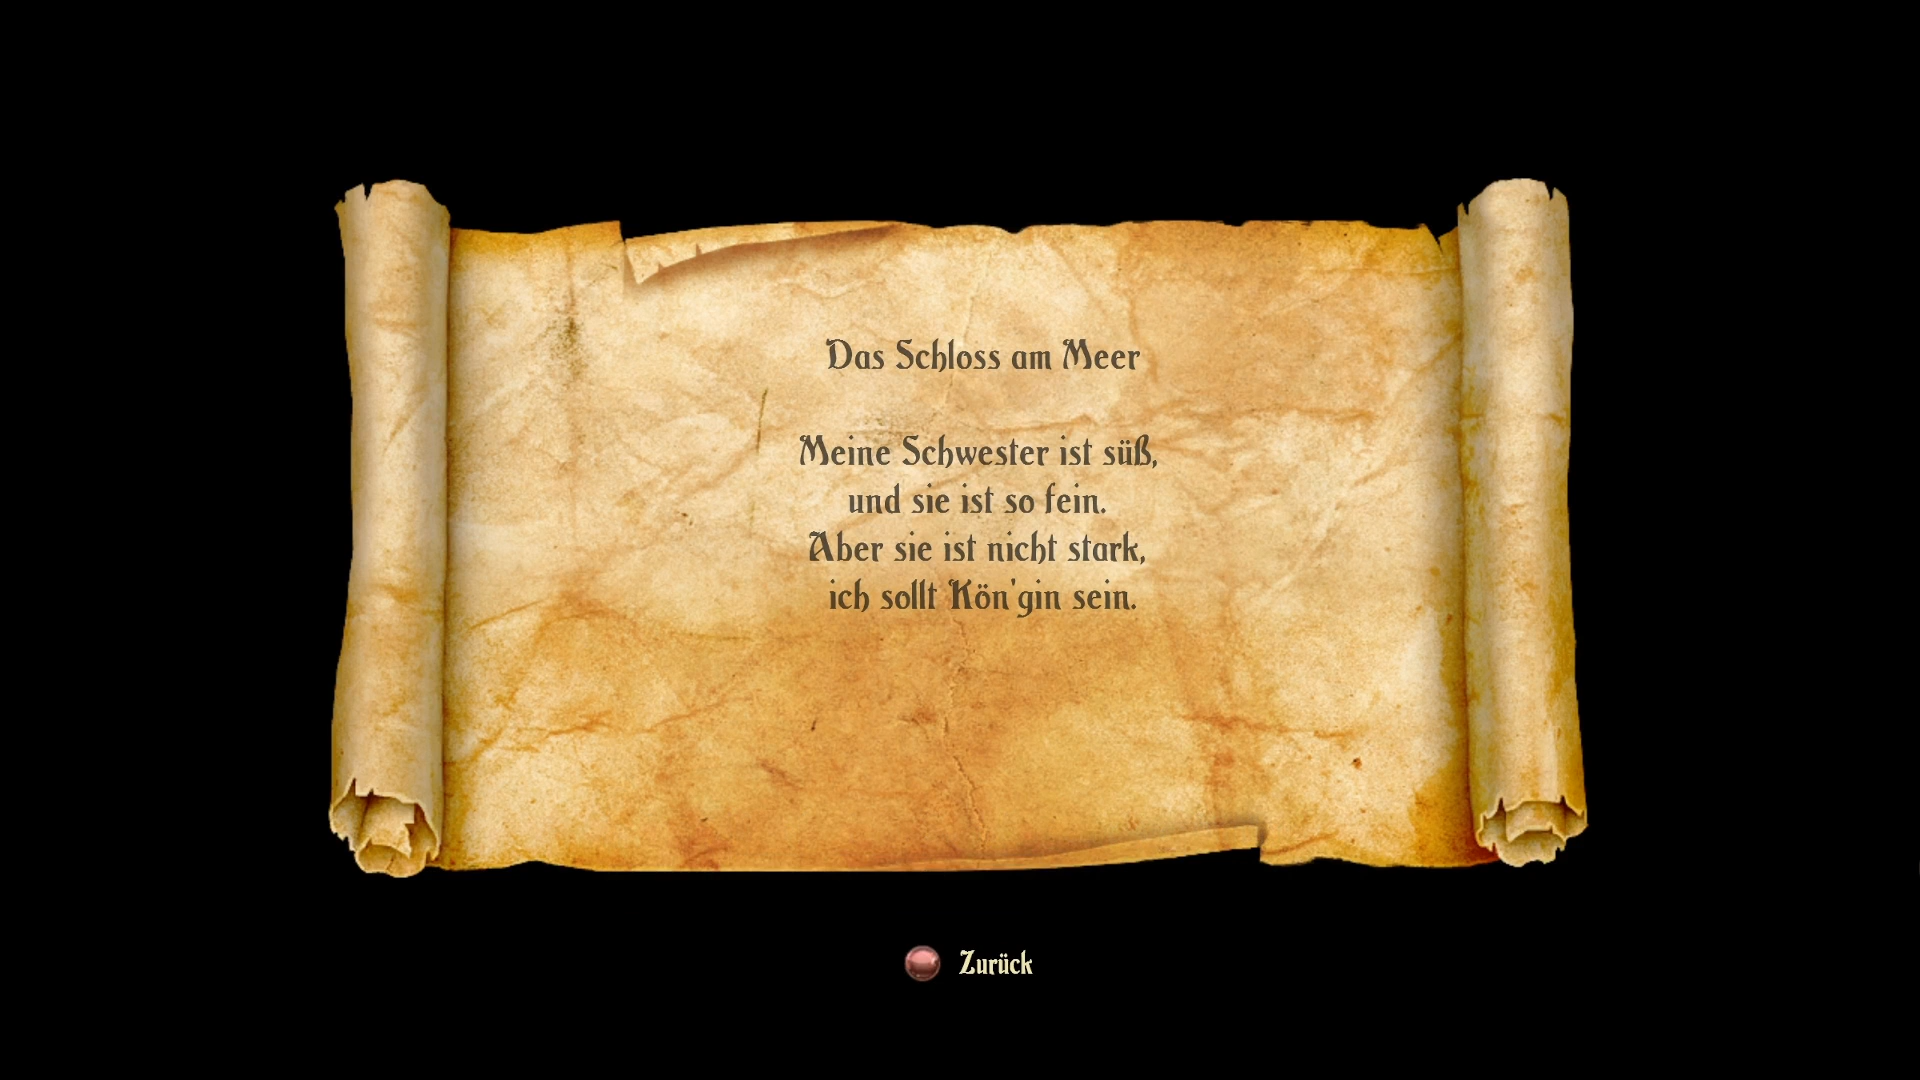 Das Schloss am Meer
Meine Schwester ist süß,
und sie ist so fein.
Aber sie ist nicht stark,
ich sollt Kön'gin sein.
Zurück